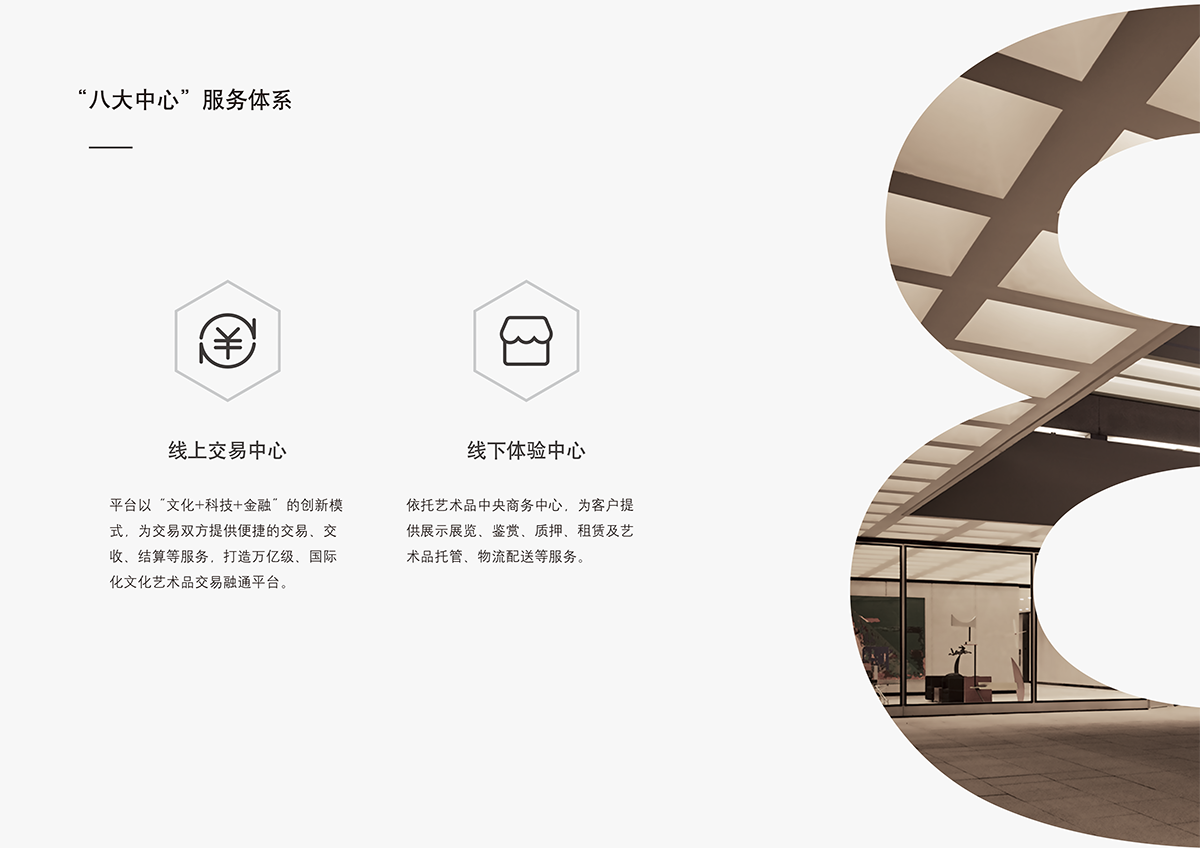 “八大中心”服务体系
线上交易中心
平台以“文化+科技+金融”的创新模
式，为交易双方提供便捷的交易、交
收、结算等服务，打造万亿级、国际
化文化艺术品交易融通平台。
线下体验中心
依托艺术品中央商务中心，为客户提
供展示展览、鉴赏、质押、租赁及艺
术品托管、物流配送等服务。